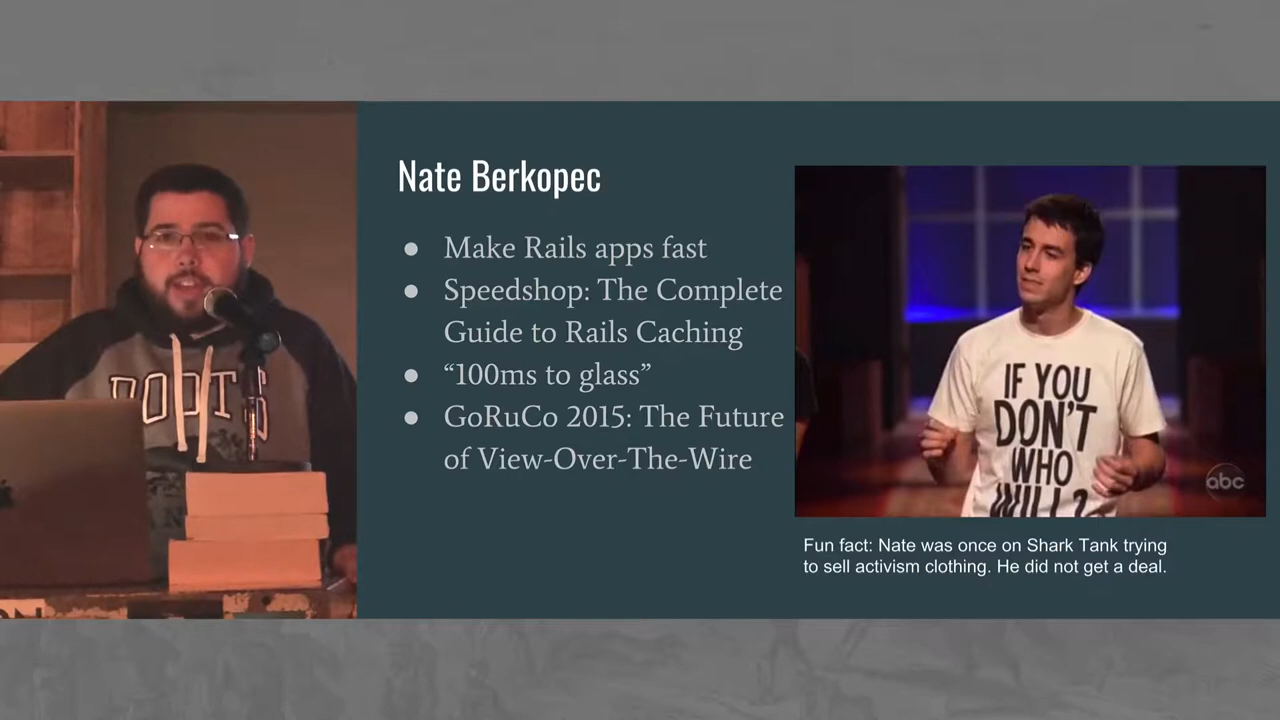 Nate Berkopec
● Make Rails apps fast
● Speedshop: The Complete
Guide to Rails Caching
● “100ms to glass”
● GoRuCo 2015: The Future
of View-Over-The-Wire
IF YOU
DON'T
WHO
WILL?
abc
Fun fact: Nate was once on Shark Tank trying
to sell activism clothing. He did not get a deal.
ROOTS